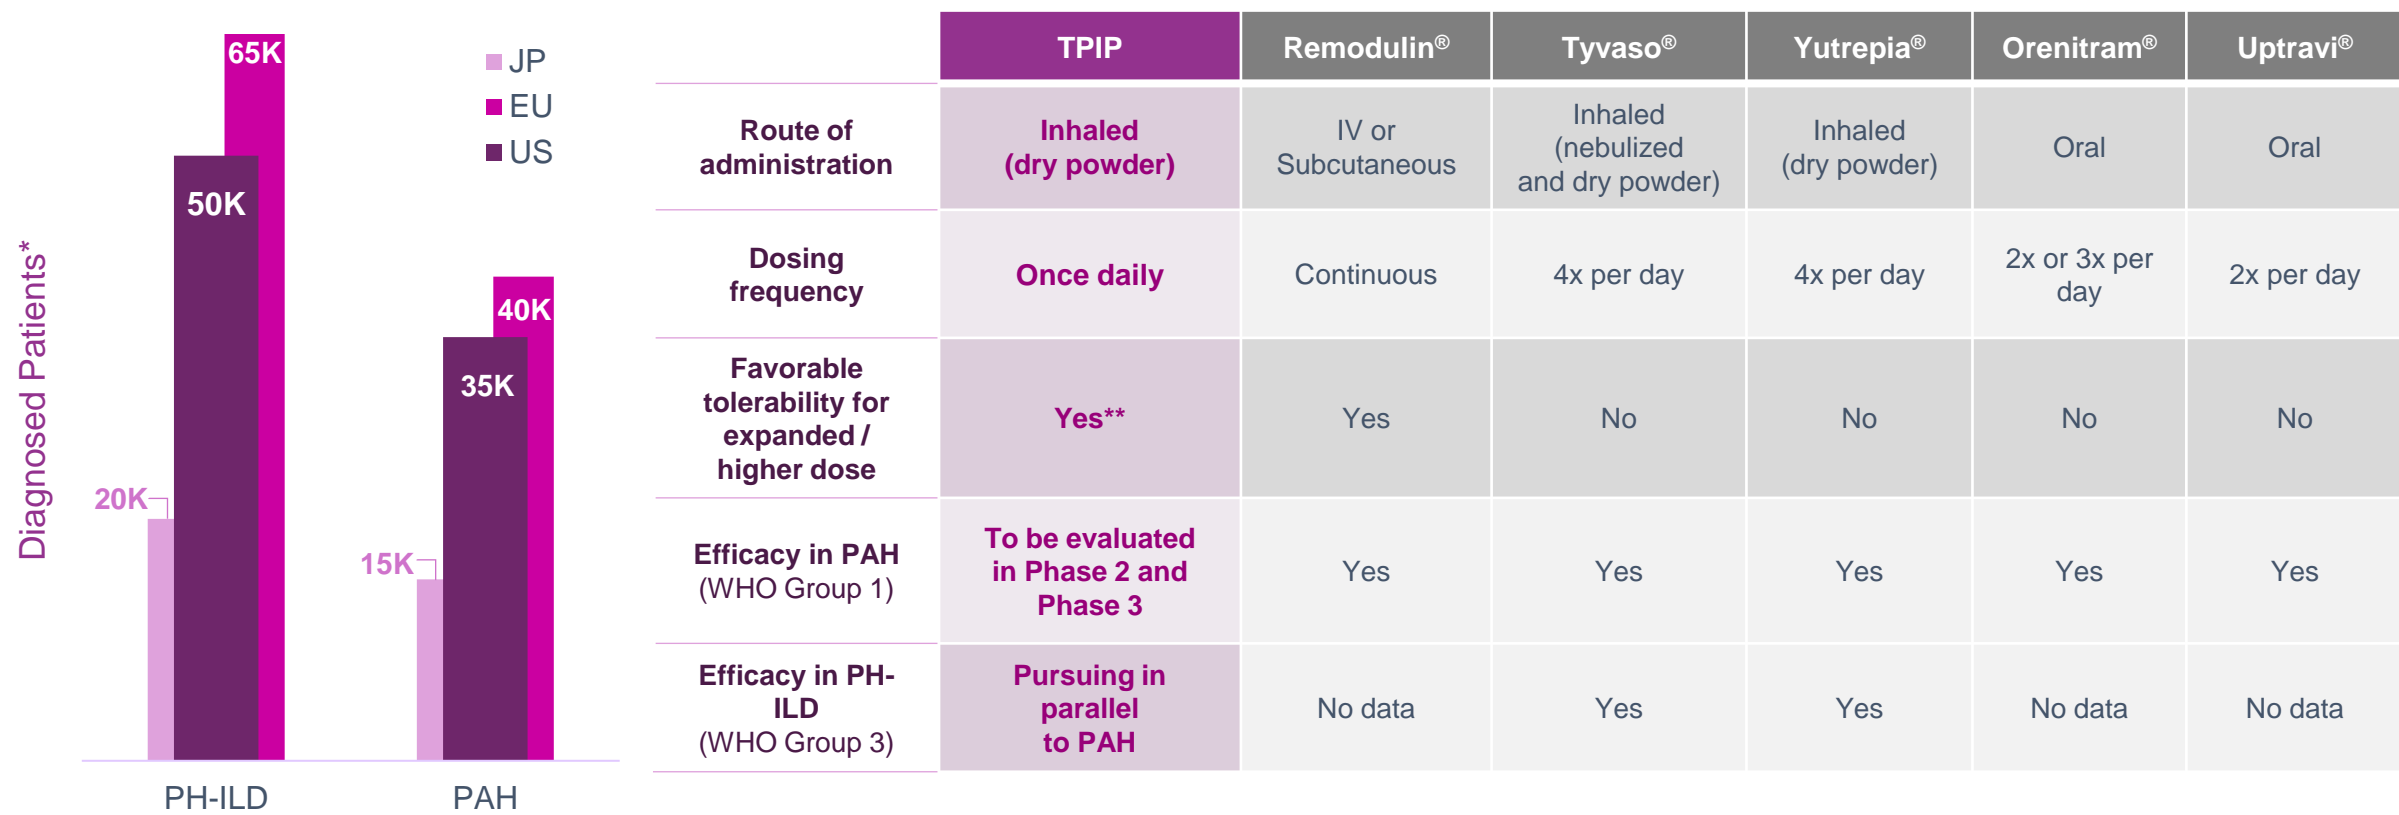 65K
50K
20K
JP
EU
US
40K
35K
15K
Diagnosed Patients*
PH-ILD
PAH
TPIP
Remodulin®
Tyvaso®
Yutrepia®
Orenitram®
Uptravi®
Route of
administration
Inhaled
(dry powder)
IV or
Subcutaneous
Inhaled
(nebulized
and dry powder)
Inhaled
(dry powder)
Oral
Oral
Dosing
frequency
Once daily
Continuous
4x per day
4x per day
2x or 3x per
day
2x per day
Favorable
tolerability for
expanded /
higher dose
Yes**
Yes
No
No
No
No
Efficacy in PAH
(WHO Group 1)
To be evaluated
in Phase 2 and
Phase 3
Yes
Yes
Yes
Yes
Yes
Efficacy in PH-
ILD
(WHO Group 3)
Pursuing in
parallel
to PAH
No data
Yes
Yes
No data
No data